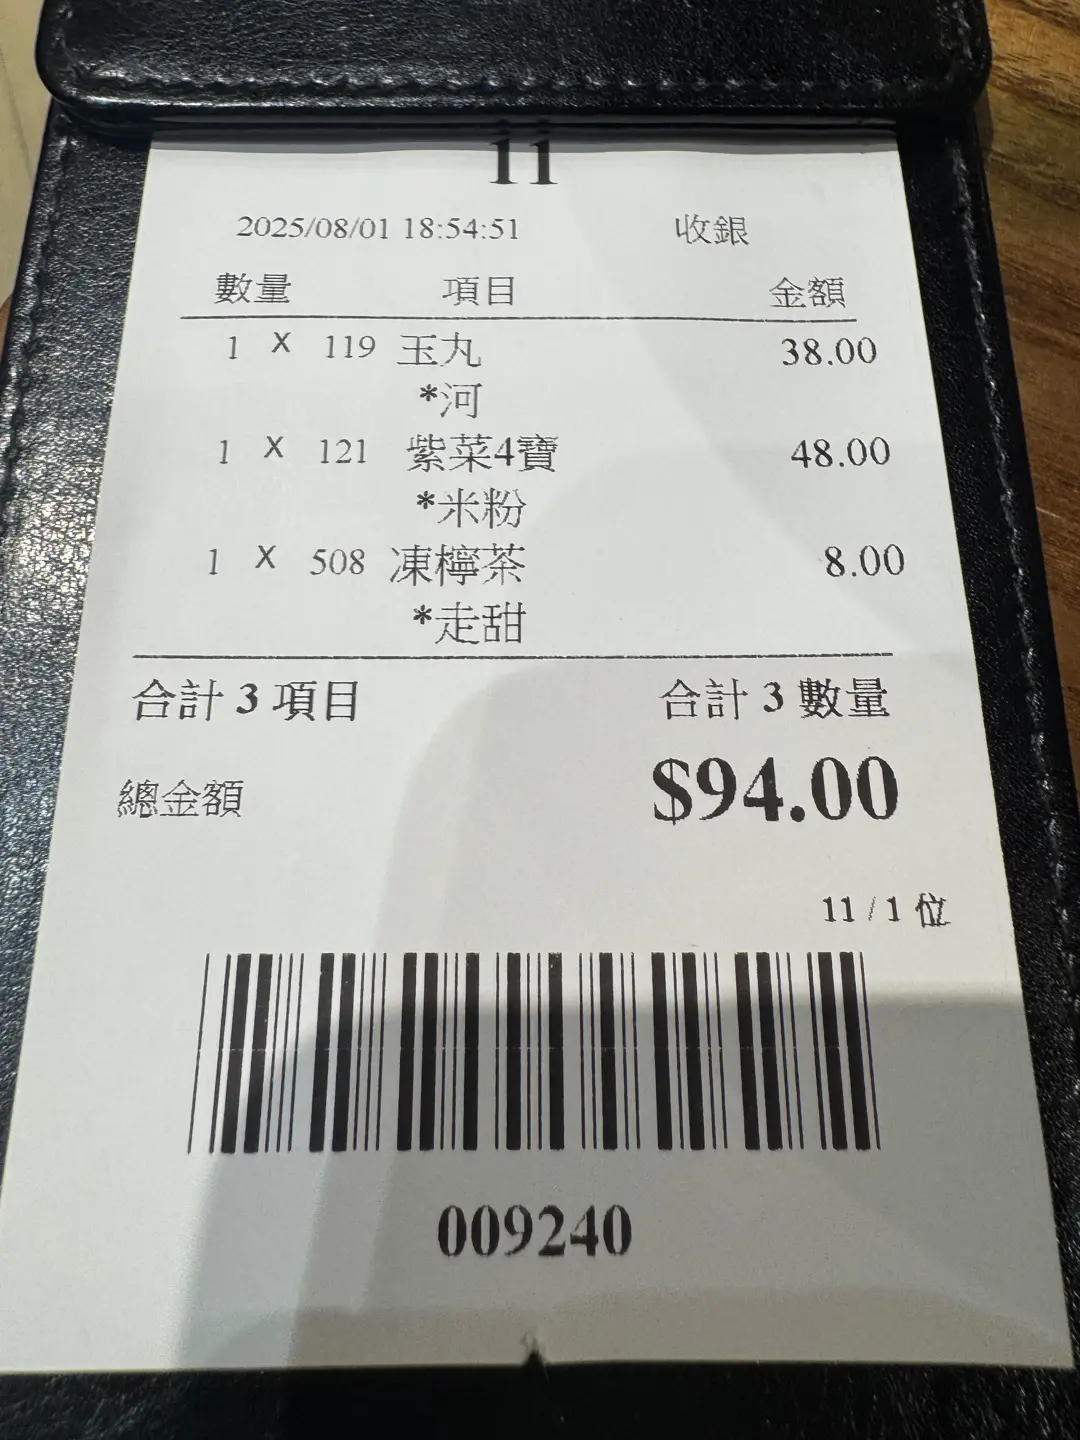 11
2025/08/01 18:54:51 收銀
數量 項目 金額
1 X 119 玉丸 38.00
*河
1 X 121 紫菜4寶 48.00
*米粉
1 X 508 凍檸茶 8.00
*走甜
合計 3 項目 合計 3 數量
總金額 $94.00
11 / 1 位
009240